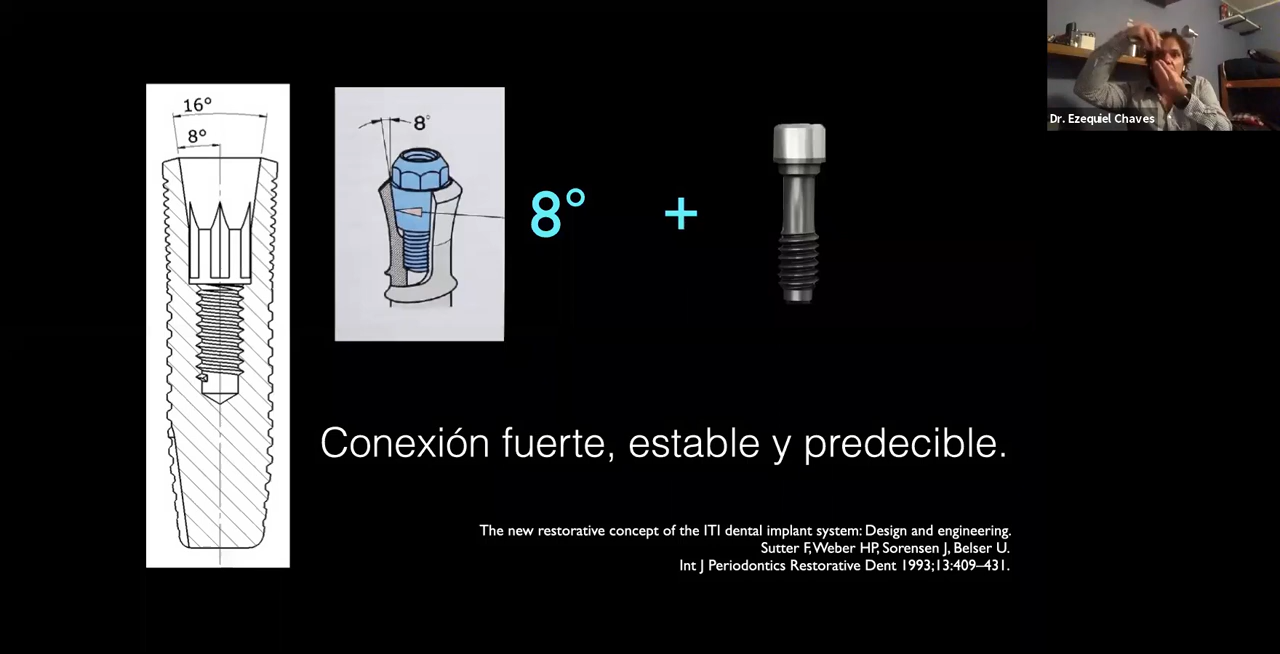 16°
8°
8°
8°
+
Dr. Ezequiel Chaves
Conexión fuerte, estable y predecible.
The new restorative concept of the ITI dental implant system: Design and engineering.
Sutter F, Weber HP, Sorensen J, Belser U.
Int J Periodontics Restorative Dent 1993;13:409–431.